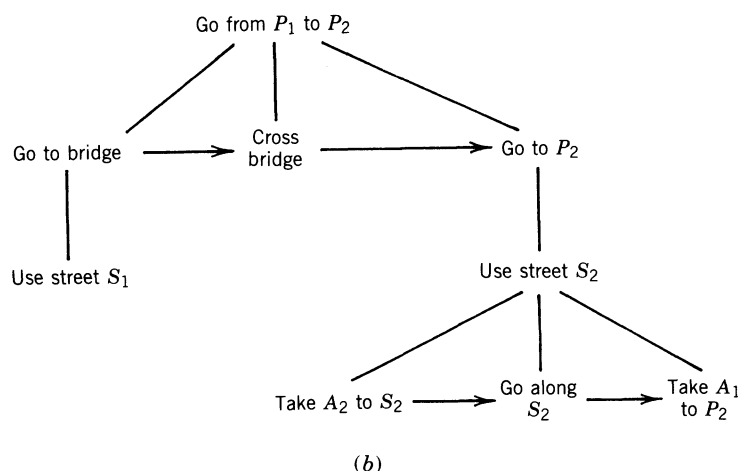 Go from P₁ to P₂
Go to bridge
Cross
bridge
Go to P₂
Use street S₁
Use street S₂
Take A₂ to S₂
Go along
S₂
Take A₁
to P₂
(b)